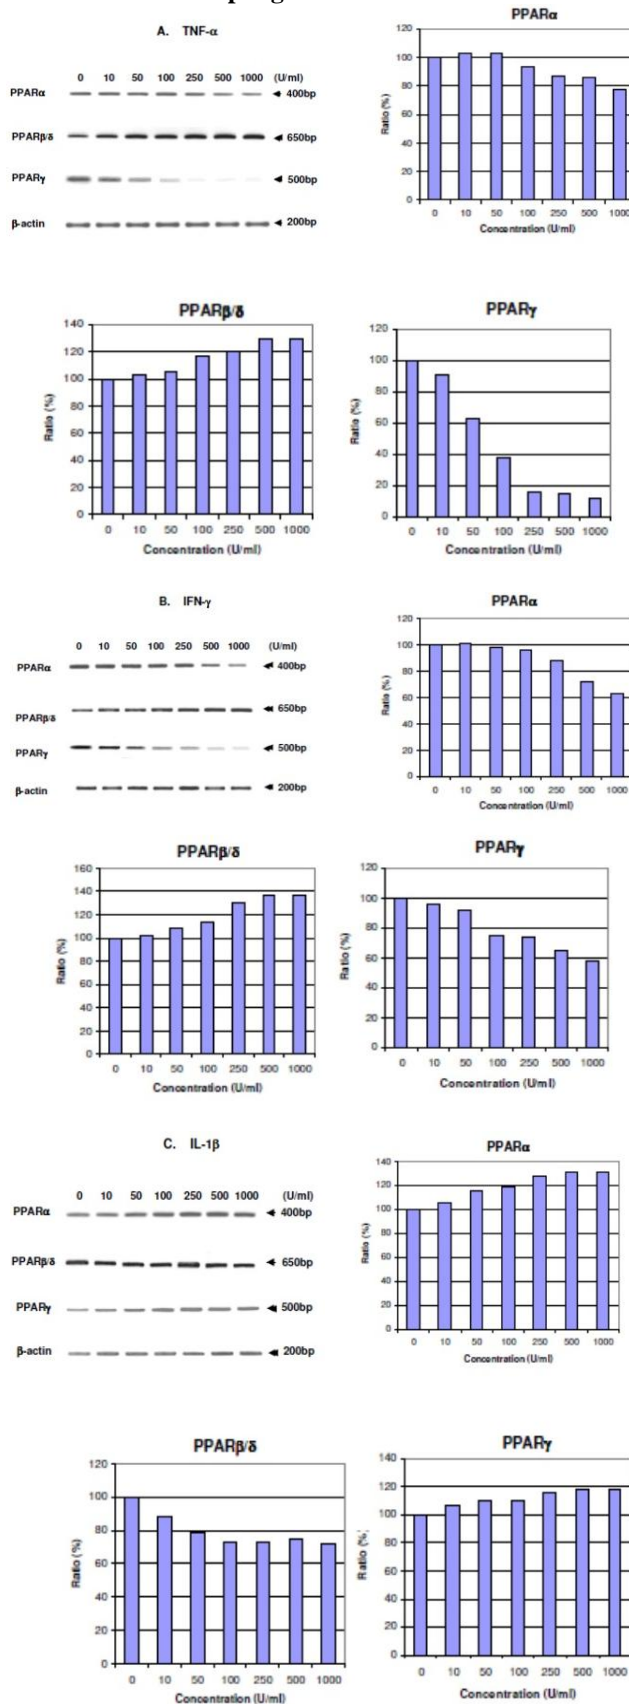 A. TNF-α
0 10 50 100 250 500 1000 (U/ml)
PPARα 400bp
PPARβ/δ 650bp
PPARγ 500bp
β-actin 200bp
PPARα
120
100
80
60
40
20
0
Ratio (%)
0 10 50 100 250 500 1000
Concentration (U/ml)
PPARβ/δ
140
120
100
80
60
40
20
0
Ratio (%)
0 10 50 100 250 500 1000
Concentration (U/ml)
PPARγ
120
100
80
60
40
20
0
Ratio (%)
0 10 50 100 250 500 1000
Concentration (U/ml)
B. IFN-γ
0 10 50 100 250 500 1000 (U/ml)
PPARα 400bp
PPARβ/δ 650bp
PPARγ 500bp
β-actin 200bp
PPARα
120
100
80
60
40
20
0
Ratio (%)
0 10 50 100 250 500 1000
Concentration (U/ml)
PPARβ/δ
160
140
120
100
80
60
40
20
0
Ratio (%)
0 10 50 100 250 500 1000
Concentration (U/ml)
PPARγ
120
100
80
60
40
20
0
Ratio (%)
0 10 50 100 250 500 1000
Concentration (U/ml)
C. IL-1β
0 10 50 100 250 500 1000 (U/ml)
PPARα 400bp
PPARβ/δ 650bp
PPARγ 500bp
β-actin 200bp
PPARα
140
120
100
80
60
40
20
0
Ratio (%)
0 10 50 100 250 500 1000
Concentration (U/ml)
PPARβ/δ
120
100
80
60
40
20
0
Ratio (%)
0 10 50 100 250 500 1000
Concentration (U/ml)
PPARγ
140
120
100
80
60
40
20
0
Ratio (%)
0 10 50 100 250 500 1000
Concentration (U/ml)